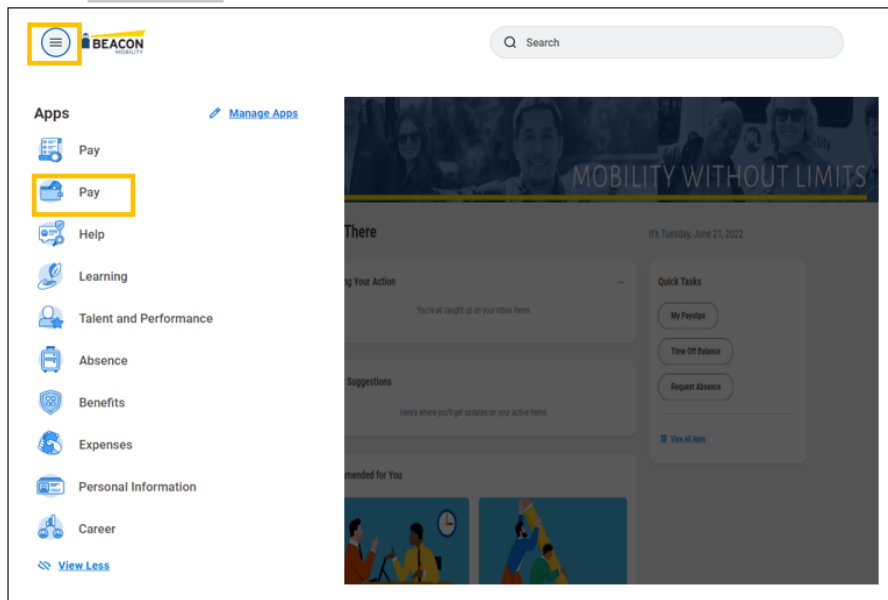 BEACON
MOBILITY
Search
Apps
Manage Apps
Pay
Pay
Help
Learning
Talent and Performance
Absence
Benefits
Expenses
Personal Information
Career
View Less
MOBILITY WITHOUT LIMITS
There
It's Tuesday, June 21, 2022
ng Your Action
You're all caught up on your inbox items.
Suggestions
Here's where you'll get updates on your active items.
mended for You
Quick Tasks
My Payslips
Time Off Balance
Request Absence
View All Apps